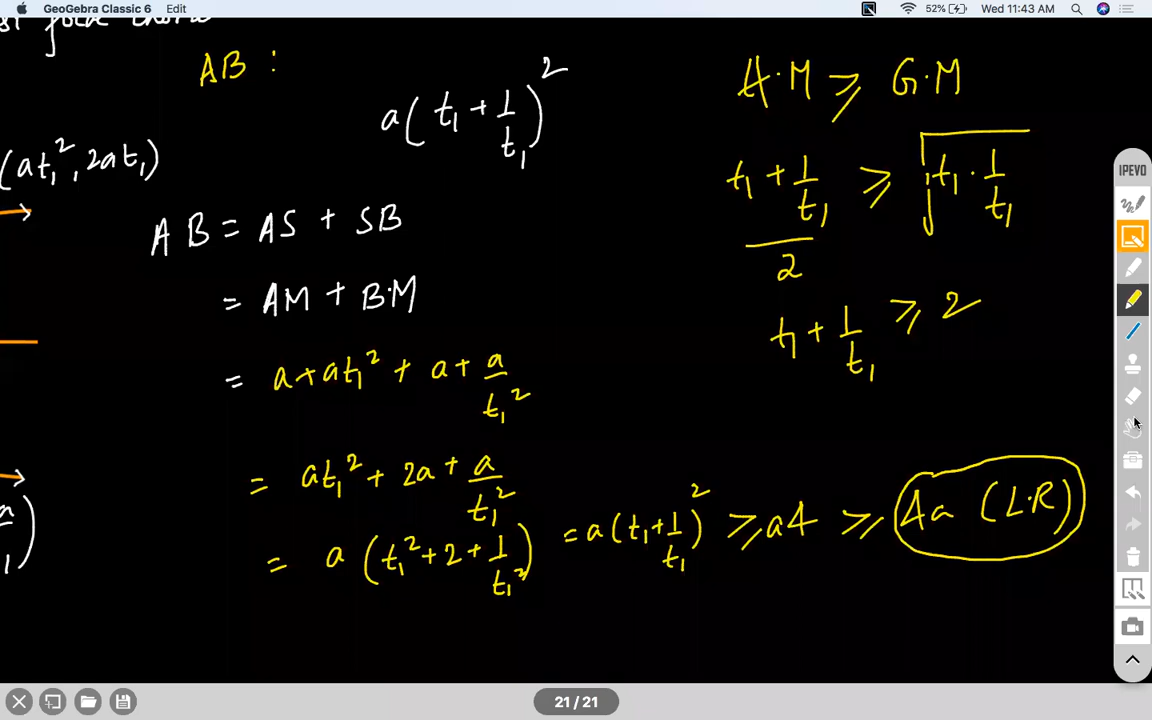 GeoGebra Classic 6 Edit 52% Wed 11:43 AM
AB :
a(t₁ + 1/t₁)²
(at₁², 2at₁)
AB = AS + SB
= AM + B·M
= a + at₁² + a + a/t₁²
= at₁² + 2a + a/t₁²
= a (t₁² + 2 + 1/t₁²) = a (t₁ + 1/t₁)² ≥ a4 ≥ 4a (L·R)
A·M ≥ G·M
(t₁ + 1/t₁)/2 ≥ √(t₁ · 1/t₁)
t₁ + 1/t₁ ≥ 2
IPEVO
21 / 21